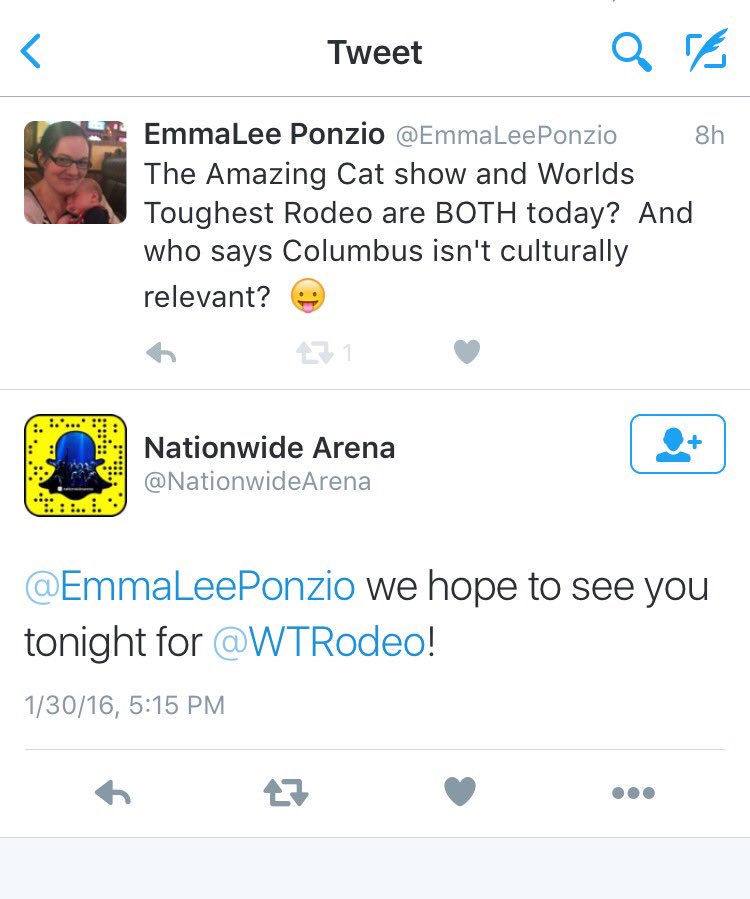 Tweet
EmmaLee Ponzio @EmmaLeePonzio 8h
The Amazing Cat show and Worlds
Toughest Rodeo are BOTH today?  And
who says Columbus isn't culturally
relevant? 😛
1
Nationwide Arena
@NationwideArena
@EmmaLeePonzio we hope to see you
tonight for @WTRodeo!
1/30/16, 5:15 PM